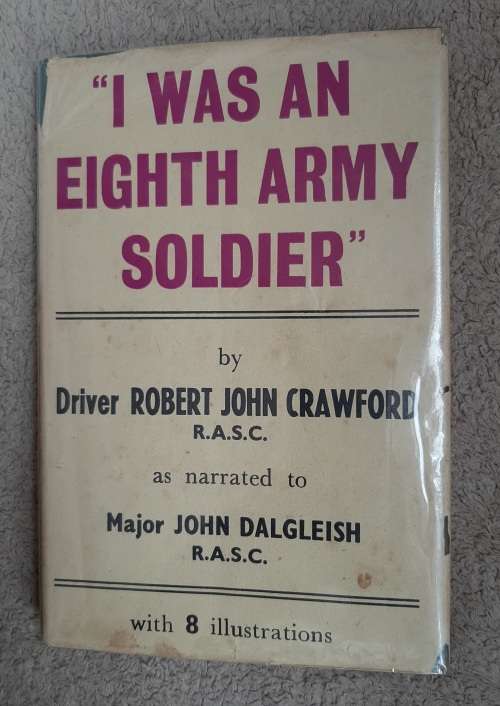 "I WAS AN
EIGHTH ARMY
SOLDIER"
by
Driver ROBERT JOHN CRAWFORD
R.A.S.C.
as narrated to
Major JOHN DALGLEISH
R.A.S.C.
with 8 illustrations